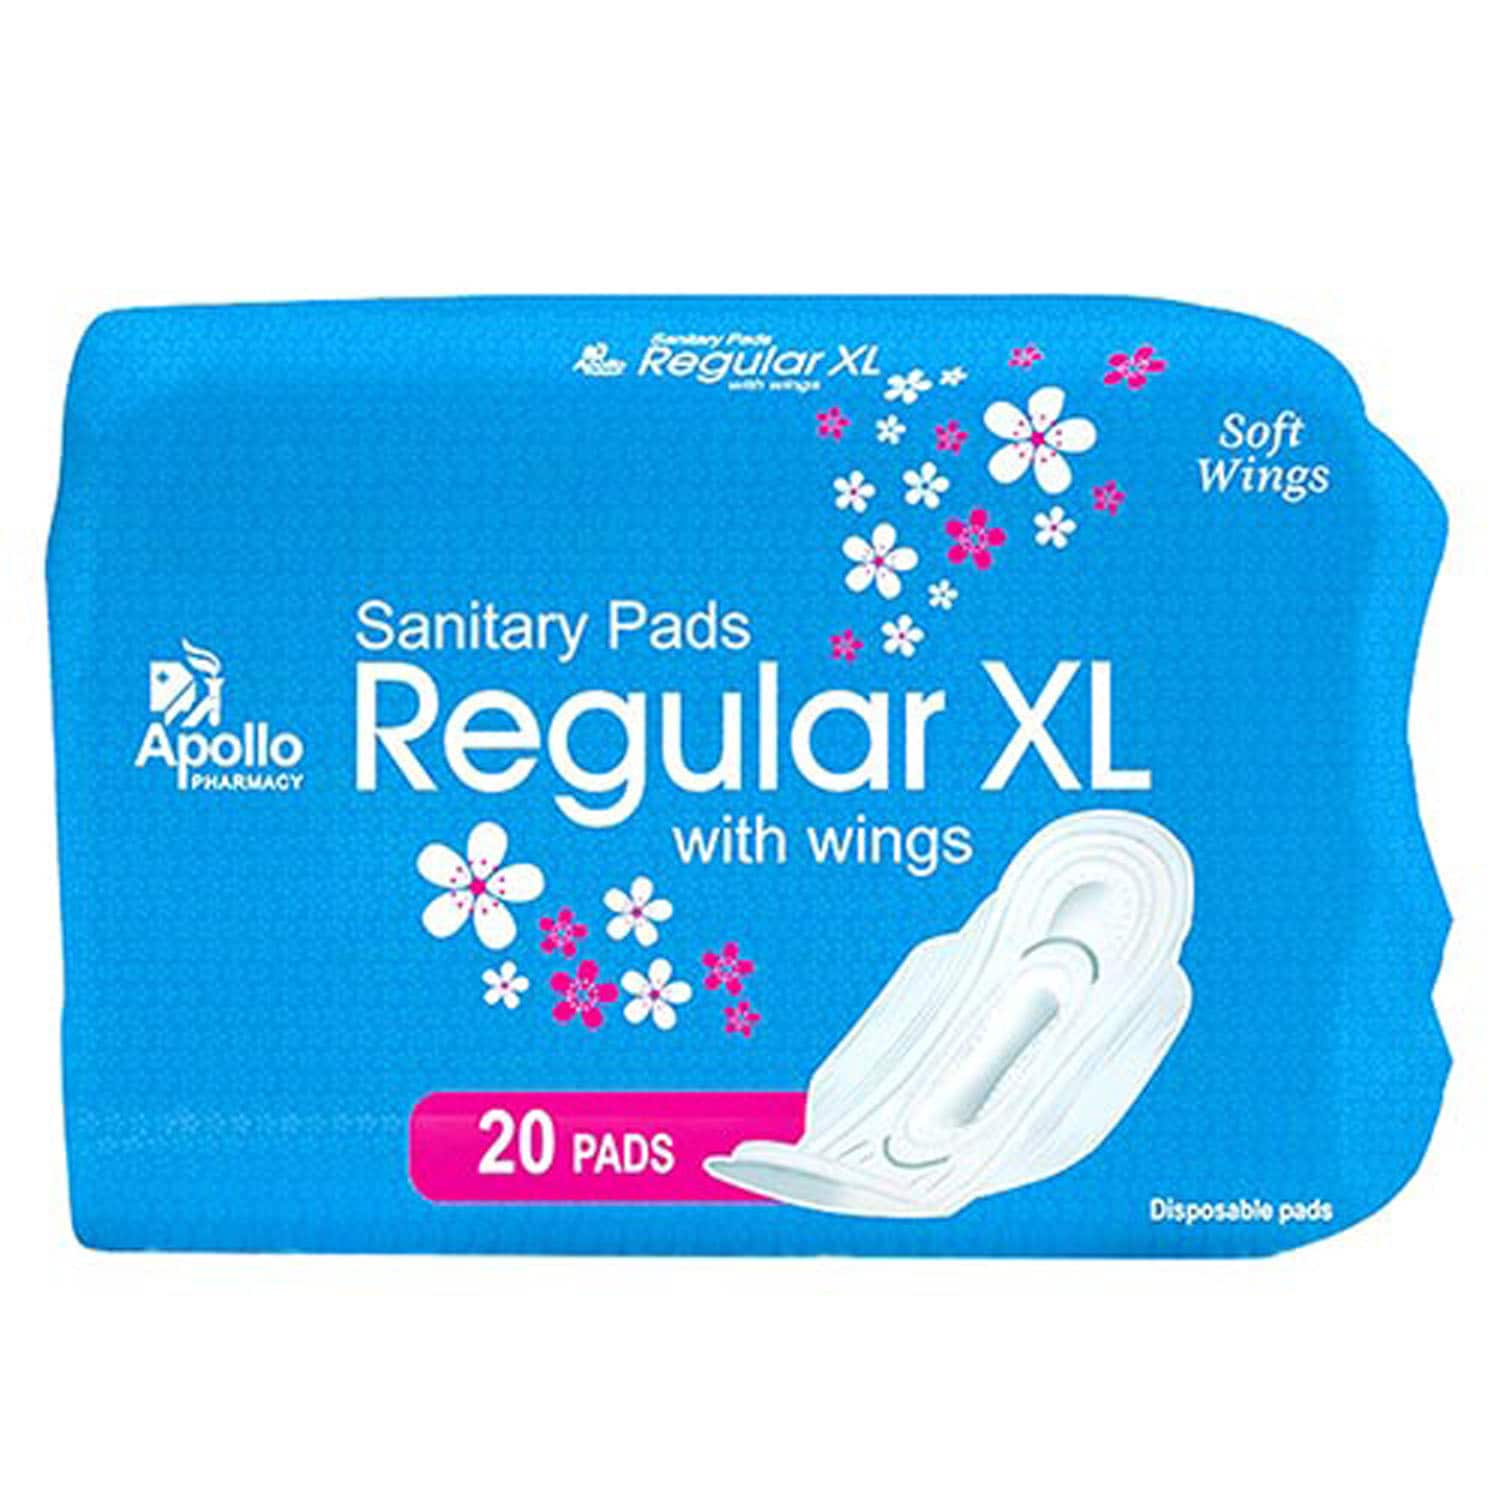 Apollo
Sanitary Pads
Regular XL
with wings
Soft
Wings
Sanitary Pads
Regular XL
with wings
Apollo
PHARMACY
20 PADS
Disposable pads